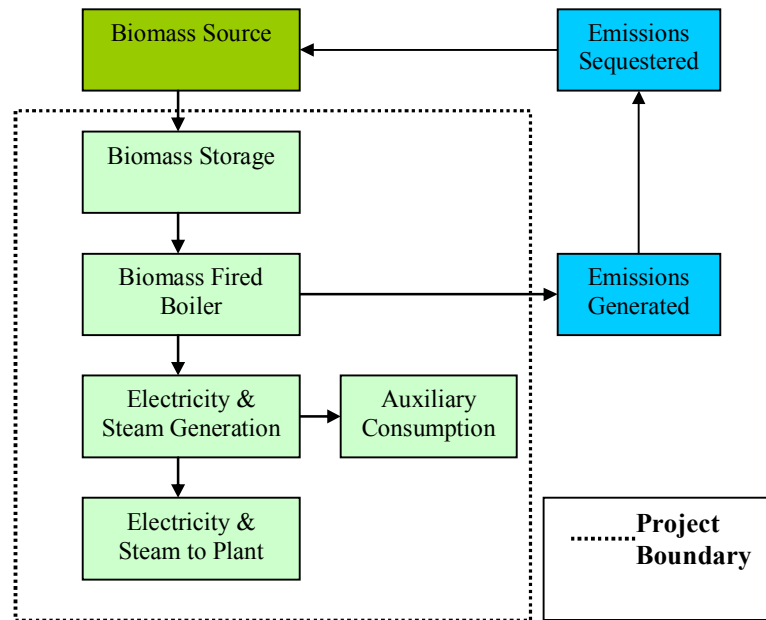 Biomass Source
Emissions
Sequestered
Biomass Storage
Biomass Fired
Boiler
Emissions
Generated
Electricity &
Steam Generation
Auxiliary
Consumption
Electricity &
Steam to Plant
Project
Boundary